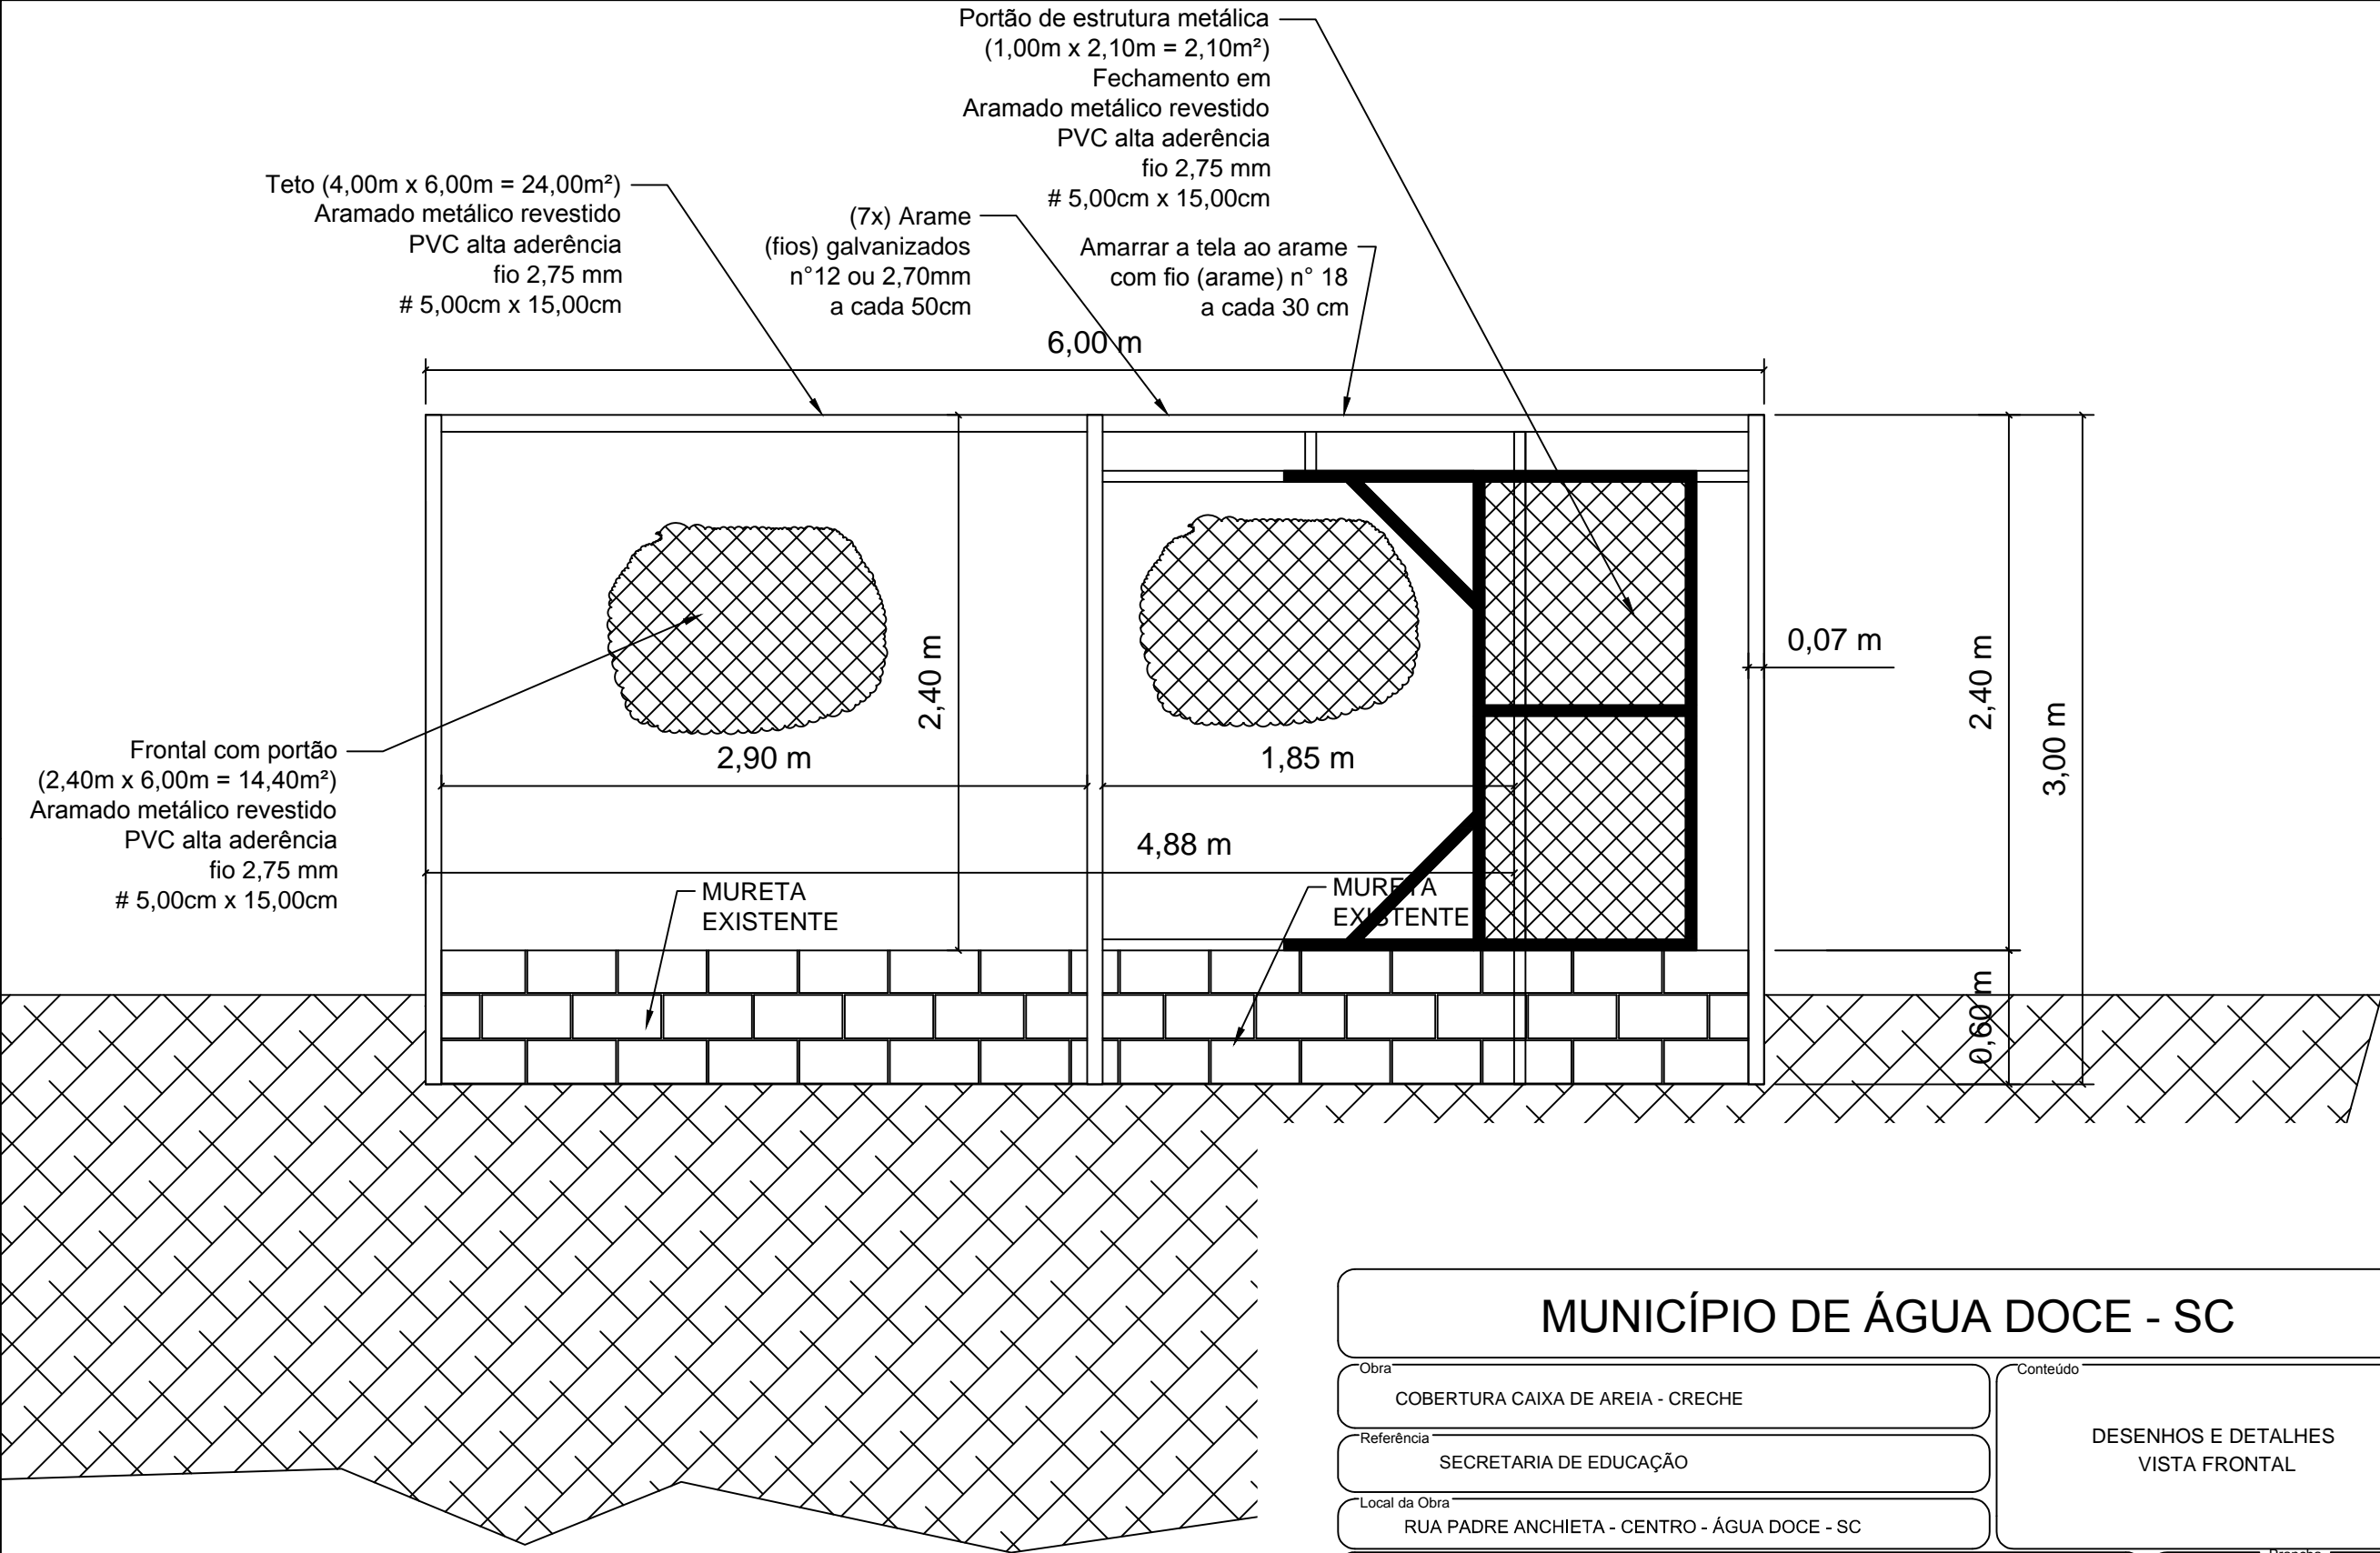 Portão de estrutura metálica
(1,00m x 2,10m = 2,10m²)
Fechamento em
Aramado metálico revestido
PVC alta aderência
fio 2,75 mm
# 5,00cm x 15,00cm
Teto (4,00m x 6,00m = 24,00m²)
Aramado metálico revestido
PVC alta aderência
fio 2,75 mm
# 5,00cm x 15,00cm
(7x) Arame
(fios) galvanizados
n°12 ou 2,70mm
a cada 50cm
Amarrar a tela ao arame
com fio (arame) n° 18
a cada 30 cm
6,00 m
0,07 m
2,40 m
2,40 m
3,00 m
Frontal com portão
(2,40m x 6,00m = 14,40m²)
Aramado metálico revestido
PVC alta aderência
fio 2,75 mm
# 5,00cm x 15,00cm
2,90 m
1,85 m
4,88 m
MURETA
EXISTENTE
MURETA
EXISTENTE
0,60 m
MUNICÍPIO DE ÁGUA DOCE - SC
Obra
COBERTURA CAIXA DE AREIA - CRECHE
Conteúdo
DESENHOS E DETALHES
VISTA FRONTAL
Referência
SECRETARIA DE EDUCAÇÃO
Local da Obra
RUA PADRE ANCHIETA - CENTRO - ÁGUA DOCE - SC